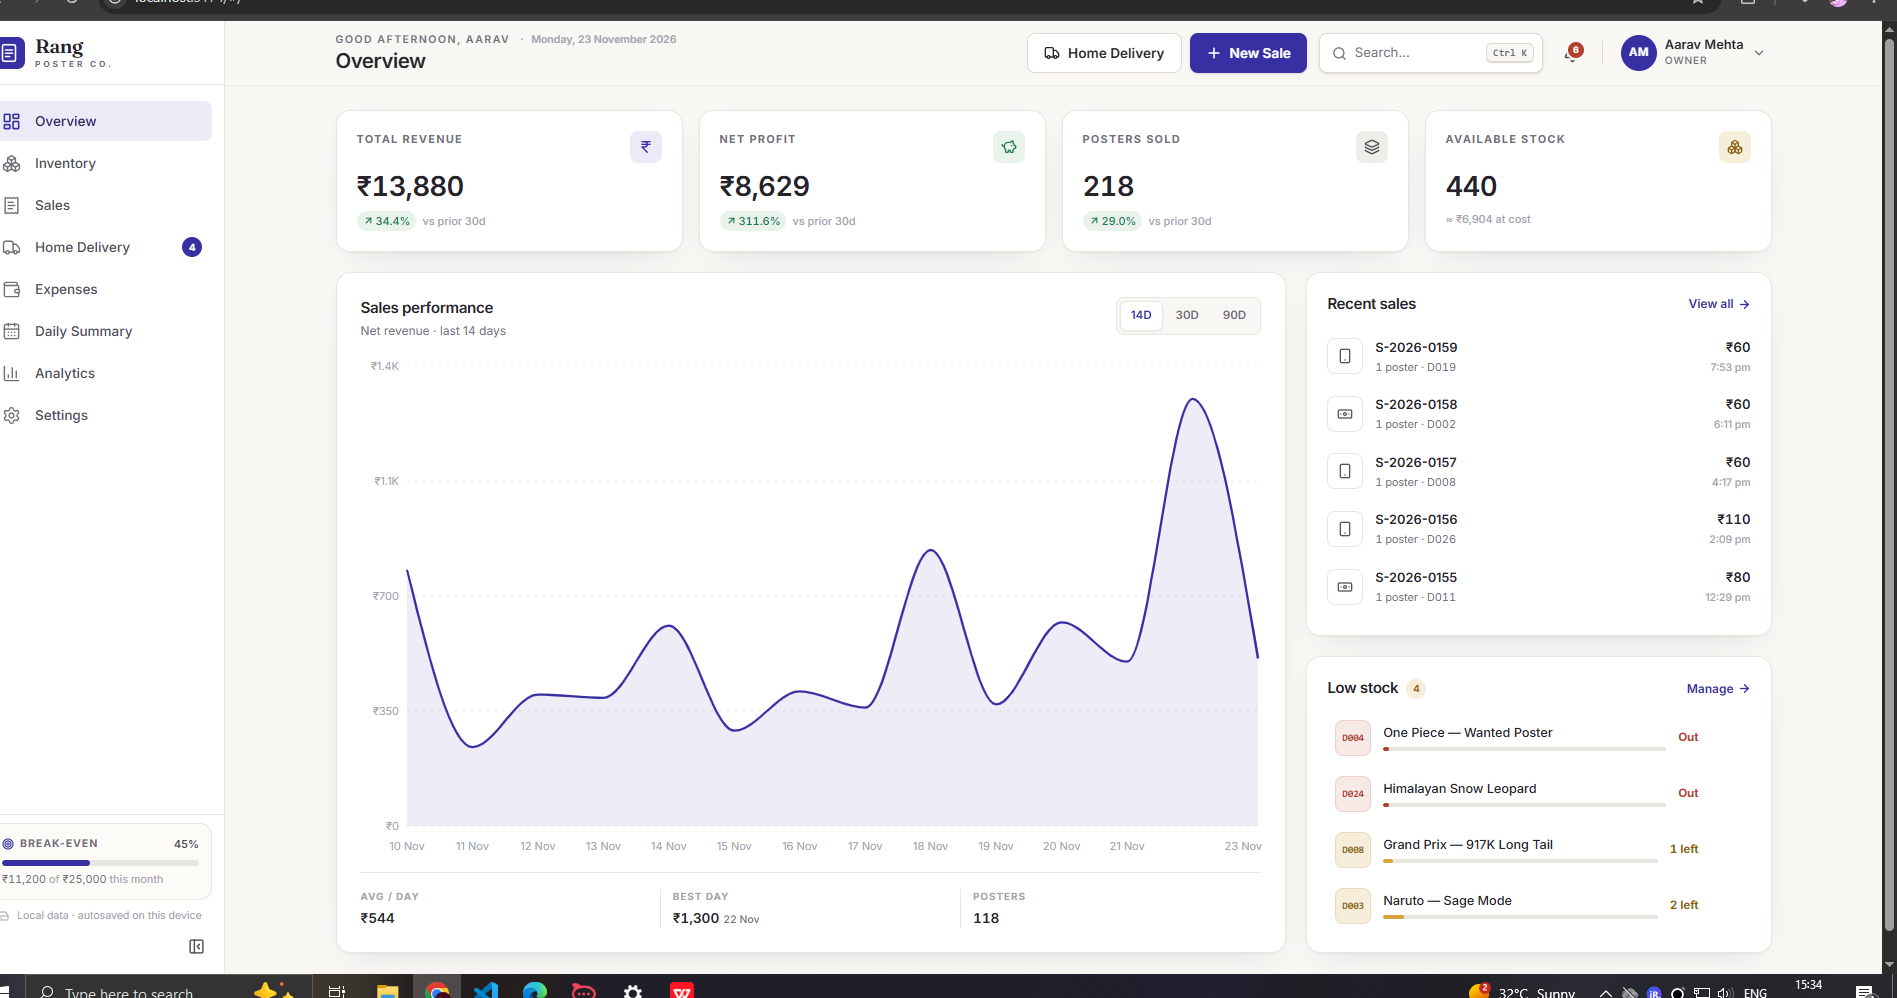 Rang
POSTER CO.
Overview
Inventory
Sales
Home Delivery 4
Expenses
Daily Summary
Analytics
Settings
BREAK-EVEN 45%
₹11,200 of ₹25,000 this month
Local data · autosaved on this device
GOOD AFTERNOON, AARAV · Monday, 23 November 2026
Overview
Home Delivery
+ New Sale
Search...
Ctrl K
6
AM
Aarav Mehta
OWNER
TOTAL REVENUE
₹
₹13,880
34.4% vs prior 30d
NET PROFIT
₹8,629
311.6% vs prior 30d
POSTERS SOLD
218
29.0% vs prior 30d
AVAILABLE STOCK
440
≈ ₹6,904 at cost
Sales performance
Net revenue · last 14 days
14D 30D 90D
₹1.4K
₹1.1K
₹700
₹350
₹0
10 Nov 11 Nov 12 Nov 13 Nov 14 Nov 15 Nov 16 Nov 17 Nov 18 Nov 19 Nov 20 Nov 21 Nov 23 Nov
AVG / DAY
₹544
BEST DAY
₹1,300 22 Nov
POSTERS
118
Recent sales
View all →
S-2026-0159 ₹60
1 poster · D019 7:53 pm
S-2026-0158 ₹60
1 poster · D002 6:11 pm
S-2026-0157 ₹60
1 poster · D008 4:17 pm
S-2026-0156 ₹110
1 poster · D026 2:09 pm
S-2026-0155 ₹80
1 poster · D011 12:29 pm
Low stock 4
Manage →
D004 One Piece — Wanted Poster Out
D024 Himalayan Snow Leopard Out
D008 Grand Prix — 917K Long Tail 1 left
D003 Naruto — Sage Mode 2 left
Type here to search
2
32°C Sunny
ENG
15:34